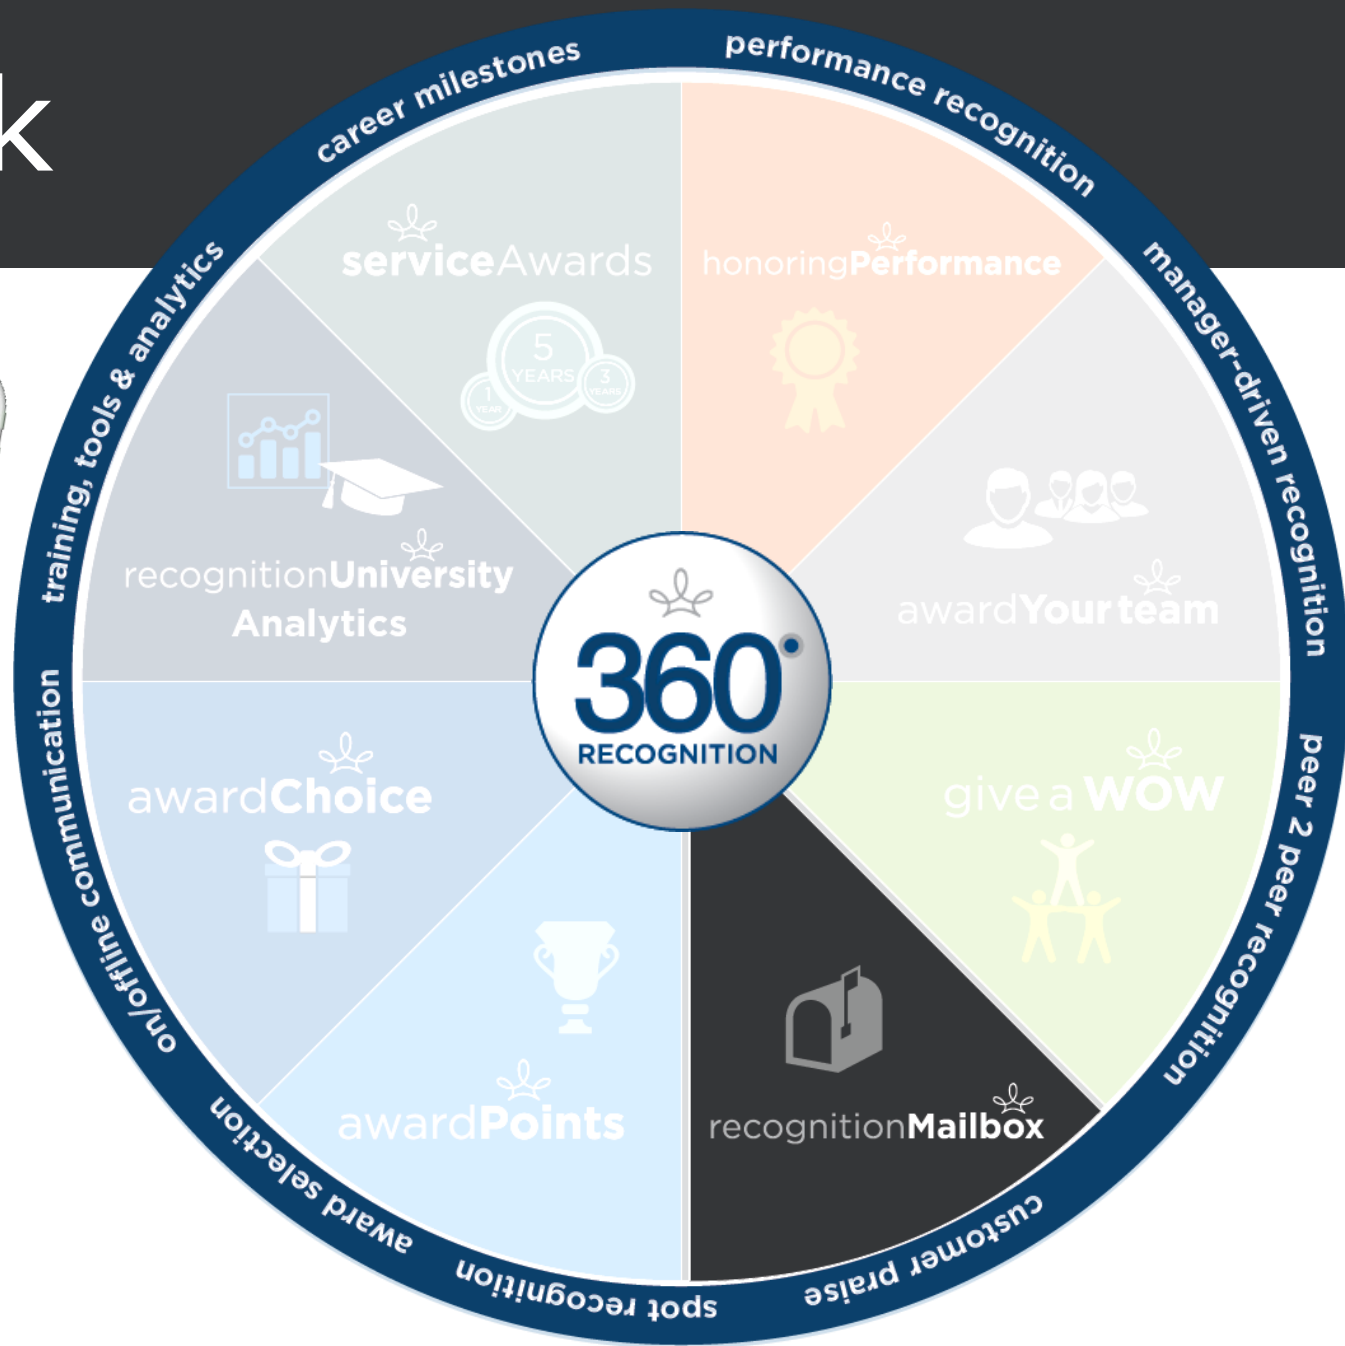 k
career milestones
performance recognition
manager-driven recognition
peer 2 peer recognition
customer praise
spot recognition
award selection
on/offline communication
training, tools & analytics
serviceAwards
5
YEARS
1
YEAR
3
YEARS
honoringPerformance
awardYour team
give a WOW
recognitionMailbox
awardPoints
awardChoice
recognitionUniversity
Analytics
360°
RECOGNITION